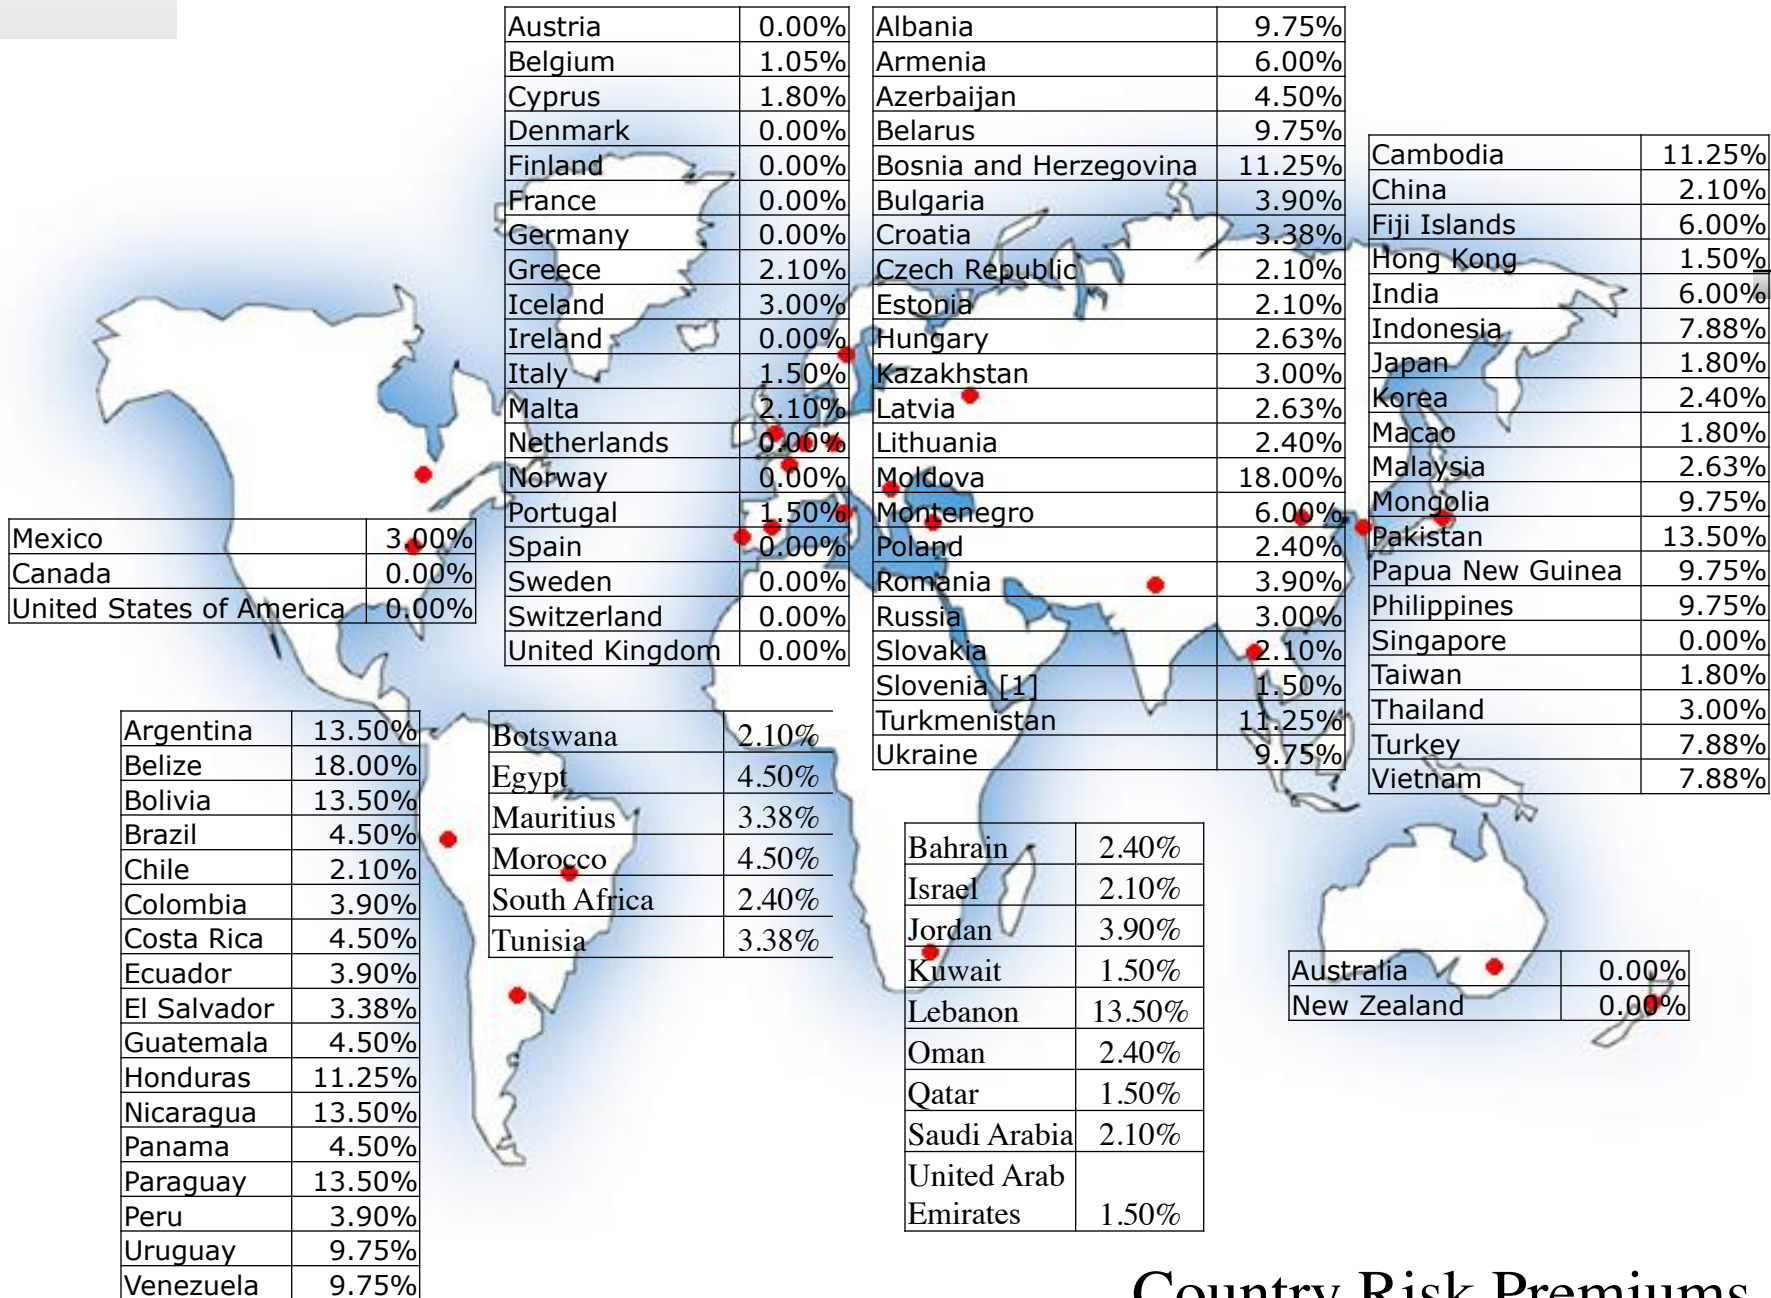 Austria 0.00%
Belgium 1.05%
Cyprus 1.80%
Denmark 0.00%
Finland 0.00%
France 0.00%
Germany 0.00%
Greece 2.10%
Iceland 3.00%
Ireland 0.00%
Italy 1.50%
Malta 2.10%
Netherlands 0.00%
Norway 0.00%
Portugal 1.50%
Spain 0.00%
Sweden 0.00%
Switzerland 0.00%
United Kingdom 0.00%
Albania 9.75%
Armenia 6.00%
Azerbaijan 4.50%
Belarus 9.75%
Bosnia and Herzegovina 11.25%
Bulgaria 3.90%
Croatia 3.38%
Czech Republic 2.10%
Estonia 2.10%
Hungary 2.63%
Kazakhstan 3.00%
Latvia 2.63%
Lithuania 2.40%
Moldova 18.00%
Montenegro 6.00%
Poland 2.40%
Romania 3.90%
Russia 3.00%
Slovakia 2.10%
Slovenia [1] 1.50%
Turkmenistan 11.25%
Ukraine 9.75%
Cambodia 11.25%
China 2.10%
Fiji Islands 6.00%
Hong Kong 1.50%
India 6.00%
Indonesia 7.88%
Japan 1.80%
Korea 2.40%
Macao 1.80%
Malaysia 2.63%
Mongolia 9.75%
Pakistan 13.50%
Papua New Guinea 9.75%
Philippines 9.75%
Singapore 0.00%
Taiwan 1.80%
Thailand 3.00%
Turkey 7.88%
Vietnam 7.88%
Mexico 3.00%
Canada 0.00%
United States of America 0.00%
Argentina 13.50%
Belize 18.00%
Bolivia 13.50%
Brazil 4.50%
Chile 2.10%
Colombia 3.90%
Costa Rica 4.50%
Ecuador 3.90%
El Salvador 3.38%
Guatemala 4.50%
Honduras 11.25%
Nicaragua 13.50%
Panama 4.50%
Paraguay 13.50%
Peru 3.90%
Uruguay 9.75%
Venezuela 9.75%
Botswana 2.10%
Egypt 4.50%
Mauritius 3.38%
Morocco 4.50%
South Africa 2.40%
Tunisia 3.38%
Bahrain 2.40%
Israel 2.10%
Jordan 3.90%
Kuwait 1.50%
Lebanon 13.50%
Oman 2.40%
Qatar 1.50%
Saudi Arabia 2.10%
United Arab
Emirates 1.50%
Australia 0.00%
New Zealand 0.00%
Country Risk Premiums